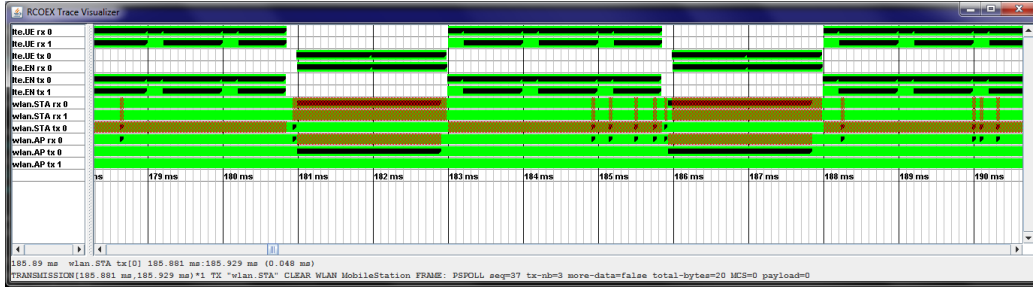 RCOEX Trace Visualizer
lte.UE rx 0
lte.UE rx 1
lte.UE tx 0
lte.EN rx 0
lte.EN tx 0
lte.EN tx 1
wlan.STA rx 0
wlan.STA rx 1
wlan.STA tx 0
wlan.AP rx 0
wlan.AP tx 0
wlan.AP tx 1
ns 179 ms 180 ms 181 ms 182 ms 183 ms 184 ms 185 ms 186 ms 187 ms 188 ms 189 ms 190 ms
185.89 ms wlan.STA tx[0] 185.881 ms:185.929 ms (0.048 ms)
TRANSMISSION[185.881 ms,185.929 ms)*1 TX "wlan.STA" CLEAR WLAN MobileStation FRAME: PSPOLL seq=37 tx-nb=3 more-data=false total-bytes=20 MCS=0 payload=0